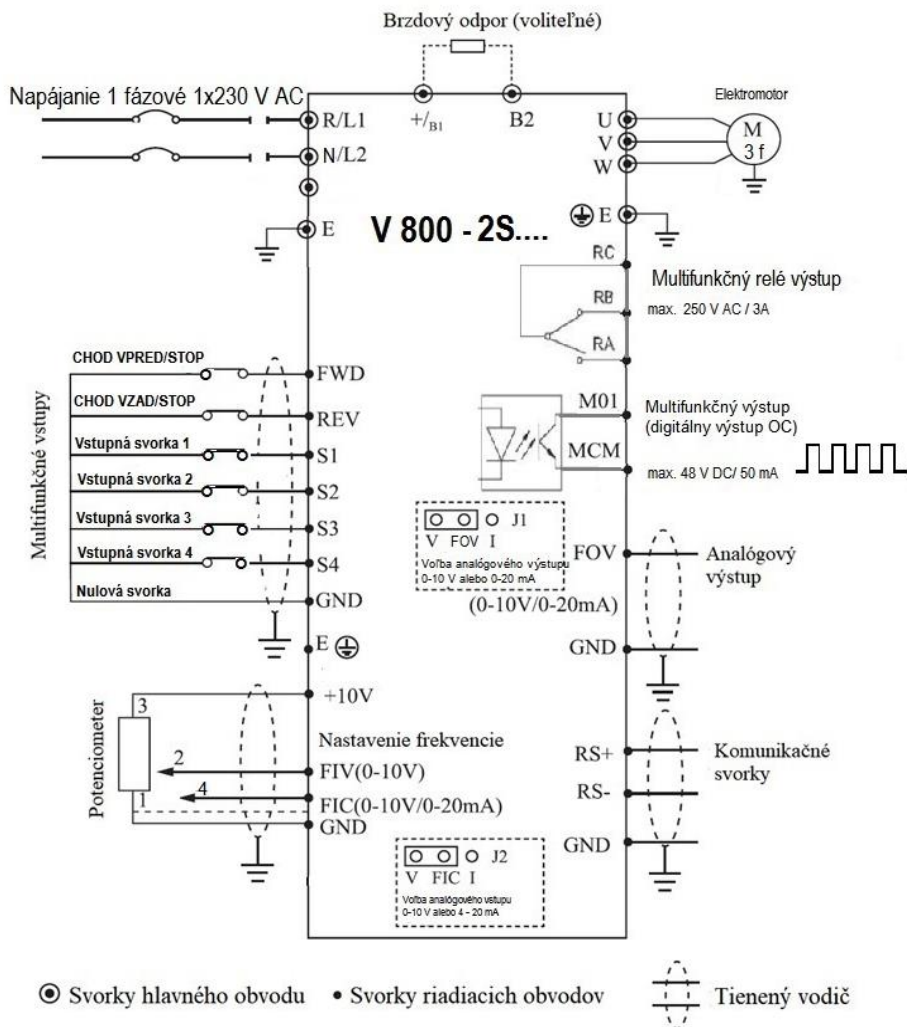 Brzdový odpor (voliteľné)
Napájanie 1 fázové 1x230 V AC
+/B1
B2
Elektromotor
R/L1
N/L2
E
U
V
W
M
3 f
E
V 800 - 2S....
RC
RB
RA
Multifunkčný relé výstup
max. 250 V AC / 3A
Multifunkčné vstupy
CHOD VPRED/STOP
FWD
CHOD VZAD/STOP
REV
Vstupná svorka 1
S1
Vstupná svorka 2
S2
Vstupná svorka 3
S3
Vstupná svorka 4
S4
Nulová svorka
GND
E
M01
MCM
Multifunkčný výstup
(digitálny výstup OC)
max. 48 V DC/ 50 mA
J1
V FOV I
Voľba analógového výstupu
0-10 V alebo 0-20 mA
FOV
(0-10V/0-20mA)
GND
Analógový
výstup
Potenciometer
3
2
4
1
+10V
Nastavenie frekvencie
FIV(0-10V)
FIC(0-10V/0-20mA)
GND
J2
V FIC I
Voľba analógového vstupu
0-10 V alebo 4 - 20 mA
RS+
RS-
GND
Komunikačné
svorky
Svorky hlavného obvodu
Svorky riadiacich obvodov
Tienený vodič